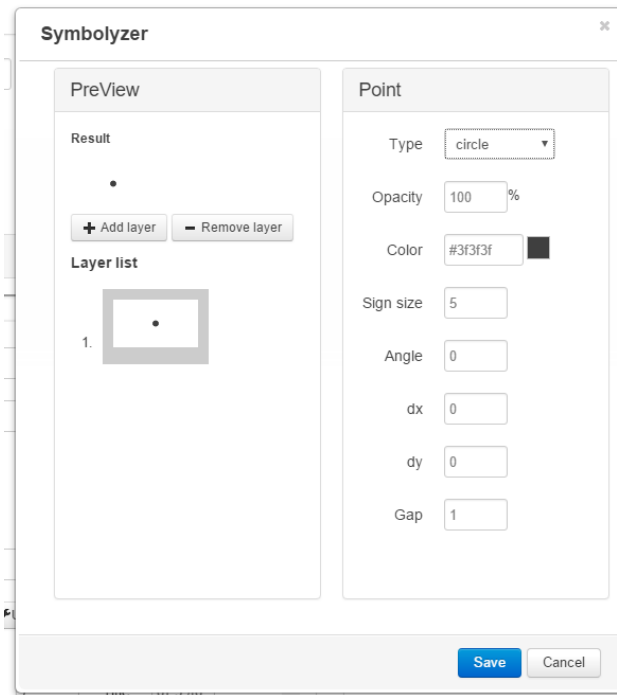 Symbolyzer
×
PreView
Result
Add layer
Remove layer
Layer list
1.
Point
Type circle
Opacity 100 %
Color #3f3f3f
Sign size 5
Angle 0
dx 0
dy 0
Gap 1
Save Cancel